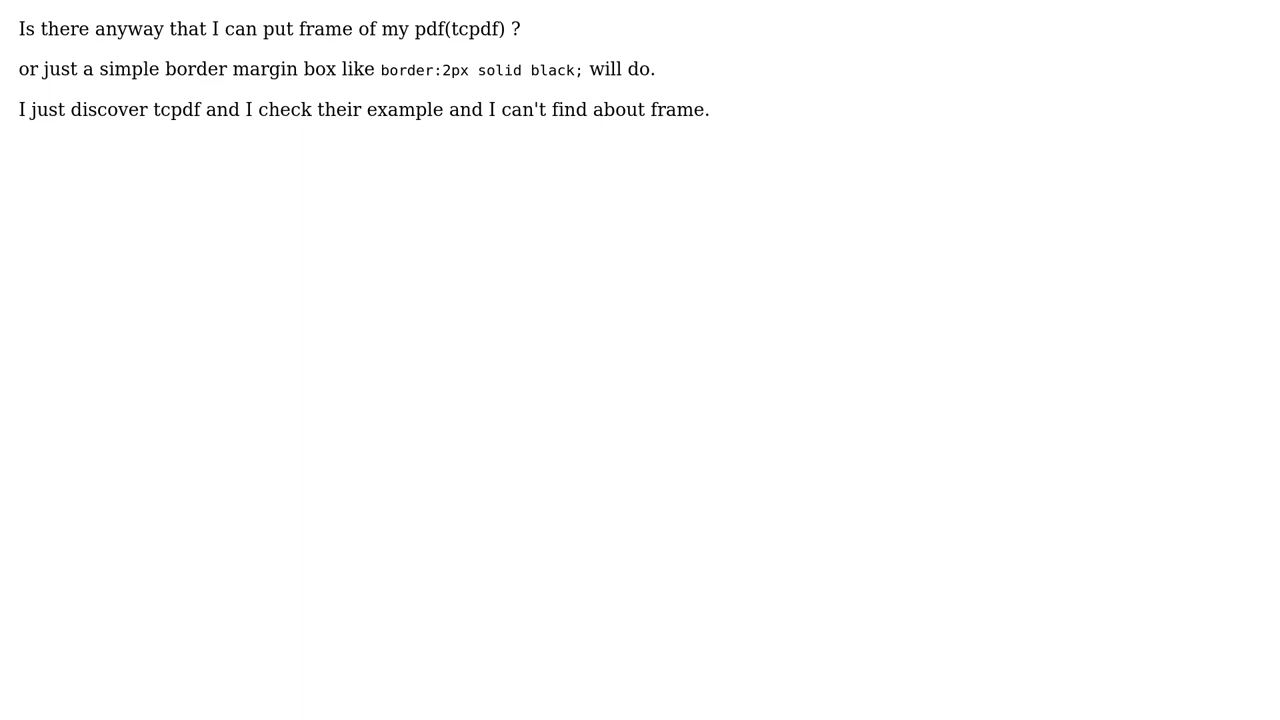 Is there anyway that I can put frame of my pdf(tcpdf) ?
or just a simple border margin box like border:2px solid black; will do.
I just discover tcpdf and I check their example and I can't find about frame.